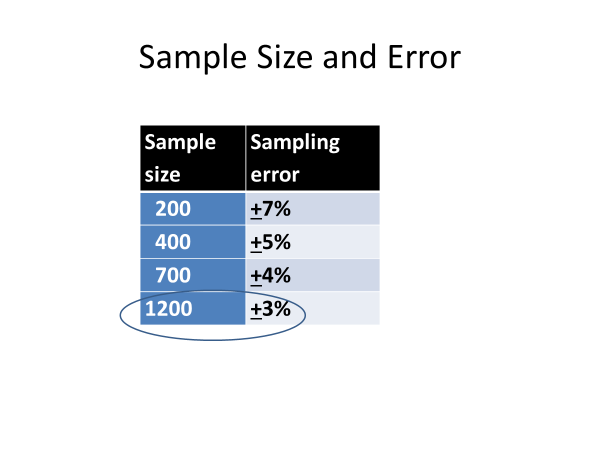 Sample Size and Error
Sample size Sampling error
200 ±7%
400 ±5%
700 ±4%
1200 ±3%